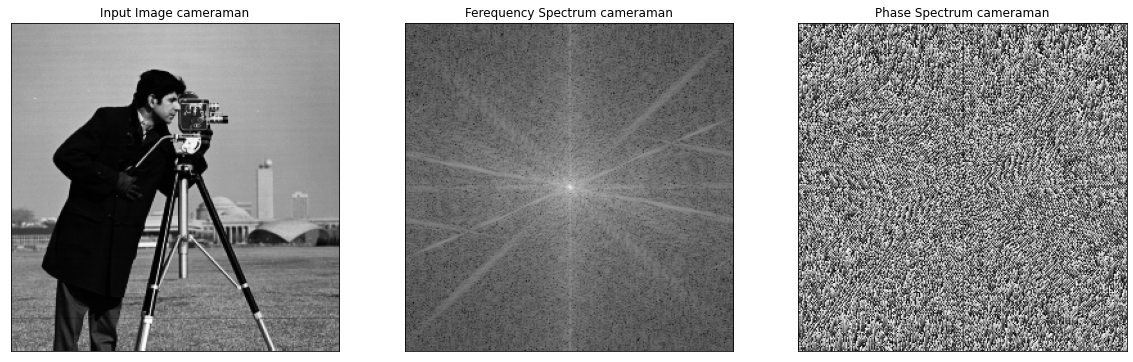 Input Image cameraman
Ferequency Spectrum cameraman
Phase Spectrum cameraman